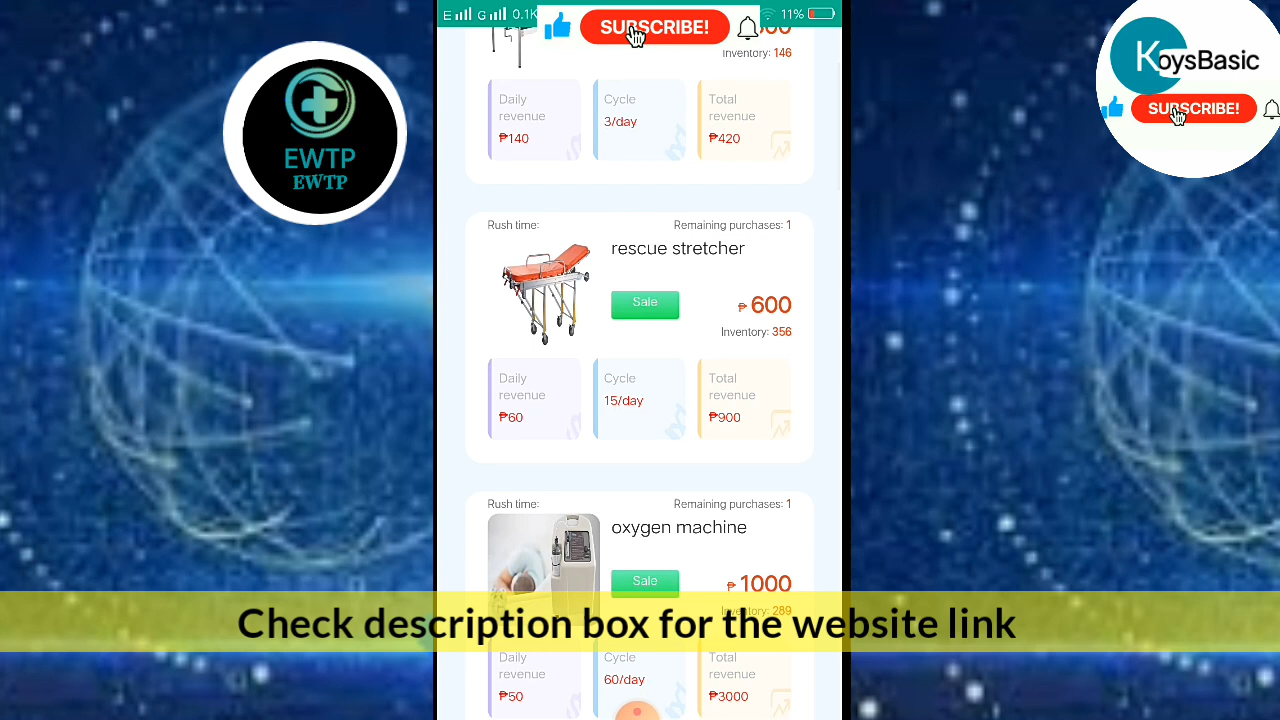 E G 0.1K
11%
SUBSCRIBE!
Inventory: 146
Daily revenue
₱140
Cycle
3/day
Total revenue
₱420
EWTP
EWTP
KoysBasic
SUBSCRIBE!
Rush time:
Remaining purchases: 1
rescue stretcher
Sale
₱ 600
Inventory: 356
Daily revenue
₱60
Cycle
15/day
Total revenue
₱900
Rush time:
Remaining purchases: 1
oxygen machine
Sale
₱ 1000
Inventory: 289
Check description box for the website link
Daily revenue
₱50
Cycle
60/day
Total revenue
₱3000